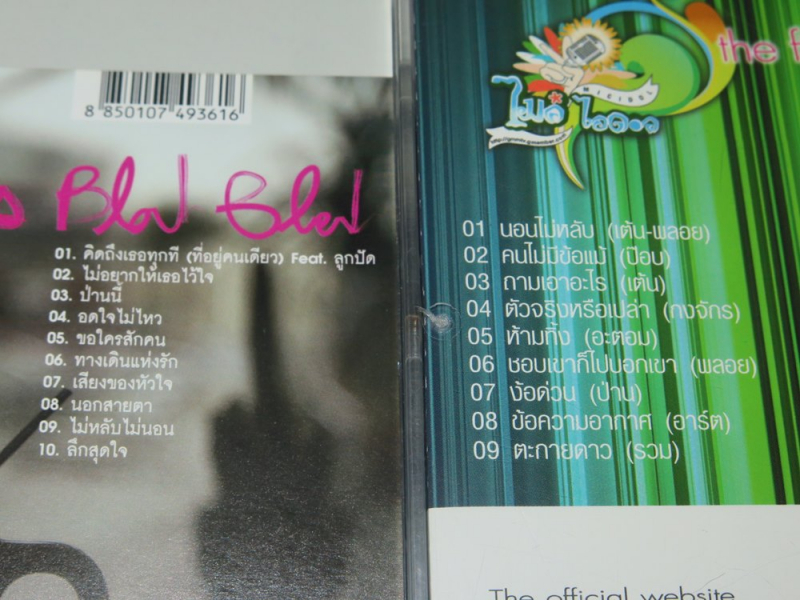 8 850107 493616
Blah Blah
01. คิดถึงเธอทุกที (ที่อยู่คนเดียว) Feat. ลูกปัด
02. ไม่อยากให้เธอไว้ใจ
03. ป่านนี้
04. อดใจไม่ไหว
05. ขอใครสักคน
06. ทางเดินแห่งรัก
07. เสียงของหัวใจ
08. นอกสายตา
09. ไม่หลับไม่นอน
10. ลึกสุดใจ
the f
MICIDOL
ไมค์ ไอดอล
01 นอนไม่หลับ (เต้น-พลอย)
02 คนไม่มีข้อแม้ (ป๊อบ)
03 ถามเอาอะไร (เต้น)
04 ตัวจริงหรือเปล่า (กงจักร)
05 ห้ามทิ้ง (อะตอม)
06 ชอบเขาก็ไปบอกเขา (พลอย)
07 ง้อด่วน (ป่าน)
08 ข้อความอากาศ (อาร์ต)
09 ตะกายดาว (รวม)
The official website